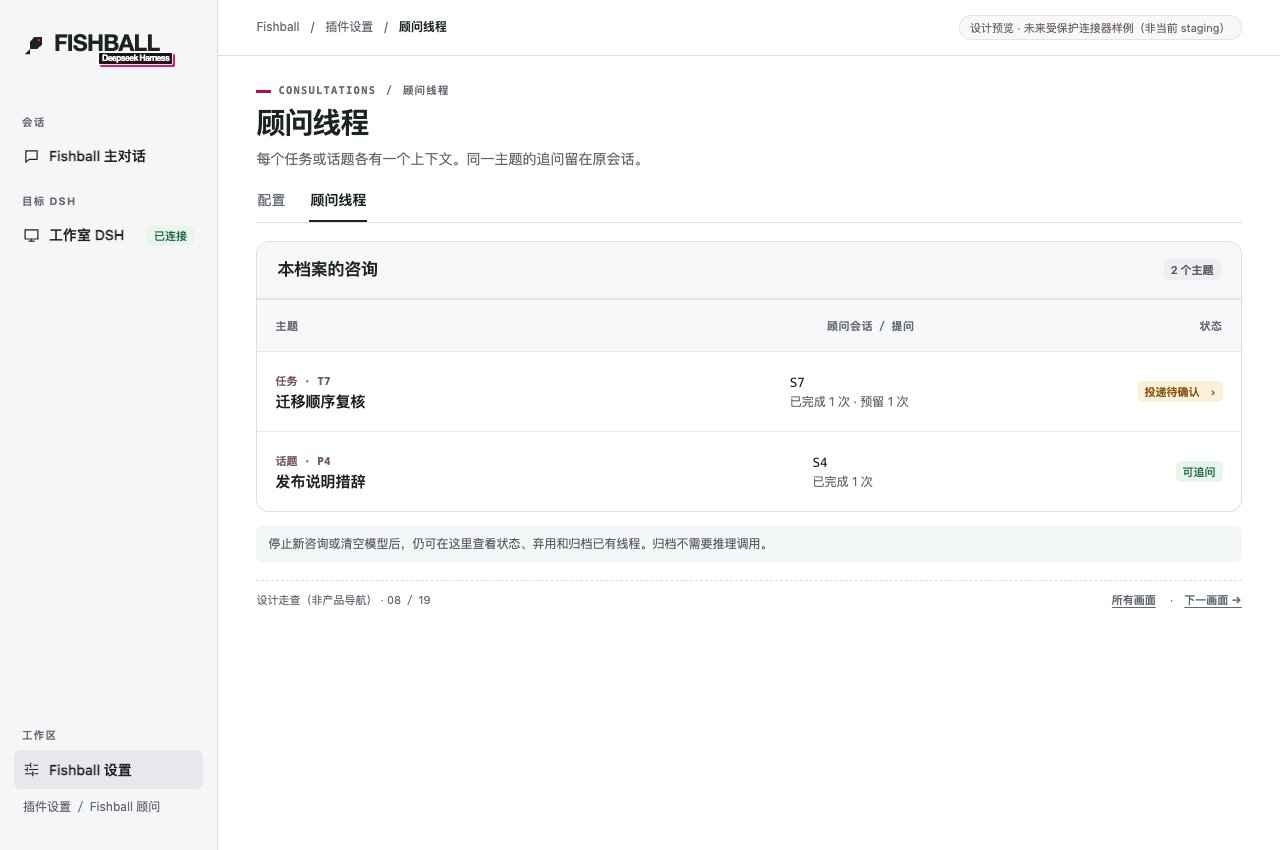 FISHBALL
Deepseek Harness
会话
Fishball 主对话
目标 DSH
工作室 DSH 已连接
工作区
Fishball 设置
插件设置 / Fishball 顾问
Fishball / 插件设置 / 顾问线程
设计预览 · 未来受保护连接器样例（非当前 staging）
CONSULTATIONS / 顾问线程
顾问线程
每个任务或话题各有一个上下文。同一主题的追问留在原会话。
配置 顾问线程
本档案的咨询 2 个主题
主题 顾问会话 / 提问 状态
任务 · T7
迁移顺序复核
S7
已完成 1 次 · 预留 1 次
投递待确认 ›
话题 · P4
发布说明措辞
S4
已完成 1 次
可追问
停止新咨询或清空模型后，仍可在这里查看状态、弃用和归档已有线程。归档不需要推理调用。
设计走查（非产品导航） · 08 / 19
所有画面 · 下一画面 →